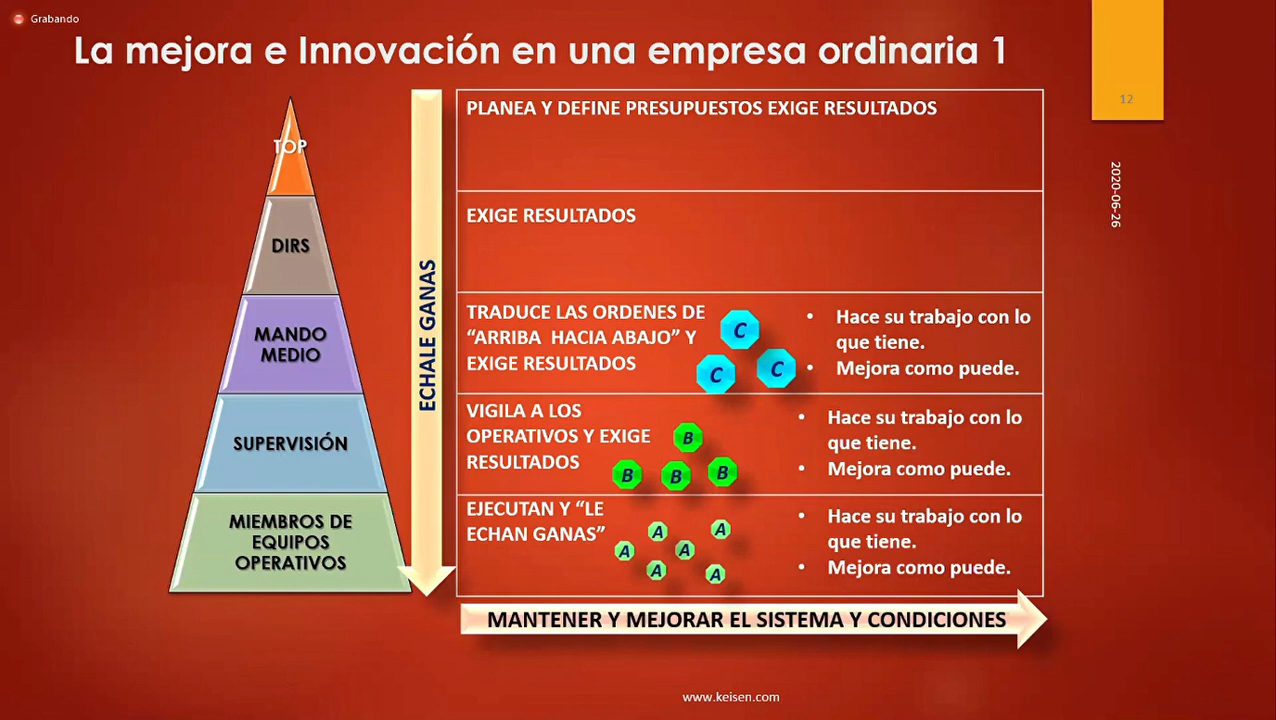 Grabando
La mejora e Innovación en una empresa ordinaria 1
12
2020-06-26
TOP
DIRS
MANDO
MEDIO
SUPERVISIÓN
MIEMBROS DE
EQUIPOS
OPERATIVOS
ECHALE GANAS
PLANEA Y DEFINE PRESUPUESTOS EXIGE RESULTADOS
EXIGE RESULTADOS
TRADUCE LAS ORDENES DE
“ARRIBA HACIA ABAJO” Y
EXIGE RESULTADOS
C
C
C
• Hace su trabajo con lo
que tiene.
• Mejora como puede.
VIGILA A LOS
OPERATIVOS Y EXIGE
RESULTADOS
B
B
B
B
• Hace su trabajo con lo
que tiene.
• Mejora como puede.
EJECUTAN Y “LE
ECHAN GANAS”
A
A
A
A
A
A
• Hace su trabajo con lo
que tiene.
• Mejora como puede.
MANTENER Y MEJORAR EL SISTEMA Y CONDICIONES
www.keisen.com